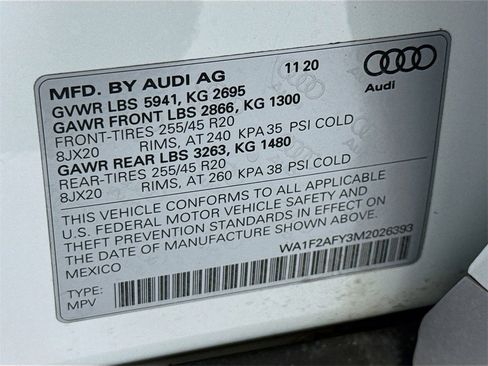 MFD. BY AUDI AG 11 20
GVWR LBS 5941, KG 2695
GAWR FRONT LBS 2866, KG 1300
FRONT-TIRES 255/45 R20
8JX20 RIMS, AT 240 KPA 35 PSI COLD
GAWR REAR LBS 3263, KG 1480
REAR-TIRES 255/45 R20
8JX20 RIMS, AT 260 KPA 38 PSI COLD
Audi
THIS VEHICLE CONFORMS TO ALL APPLICABLE
U.S. FEDERAL MOTOR VEHICLE SAFETY AND
THEFT PREVENTION STANDARDS IN EFFECT ON
THE DATE OF MANUFACTURE SHOWN ABOVE.
MEXICO WA1F2AFY3M2026393
TYPE:
MPV